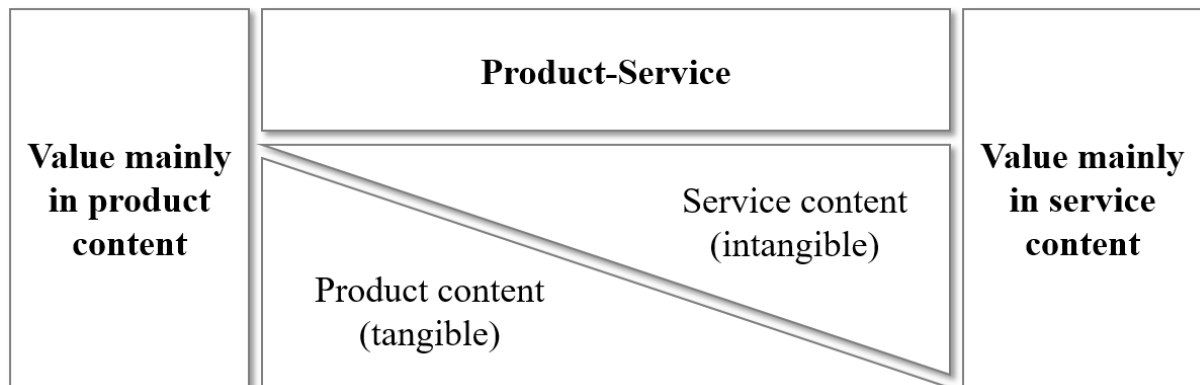 Product-Service
Value mainly
in product
content
Service content
(intangible)
Product content
(tangible)
Value mainly
in service
content